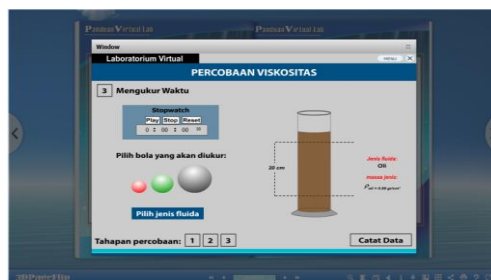 Panduan Virtual Lab
Panduan Virtual Lab
Window
Laboratorium Virtual
MENU
X
PERCOBAAN VISKOSITAS
3 Mengukur Waktu
Stopwatch
Play Stop Reset
0 : 00 : 00
Pilih bola yang akan diukur:
20 cm
Jenis fluida:
Oli
massa jenis:
Pilih jenis fluida
Tahapan percobaan: 1 2 3
Catat Data
3DPageFlip